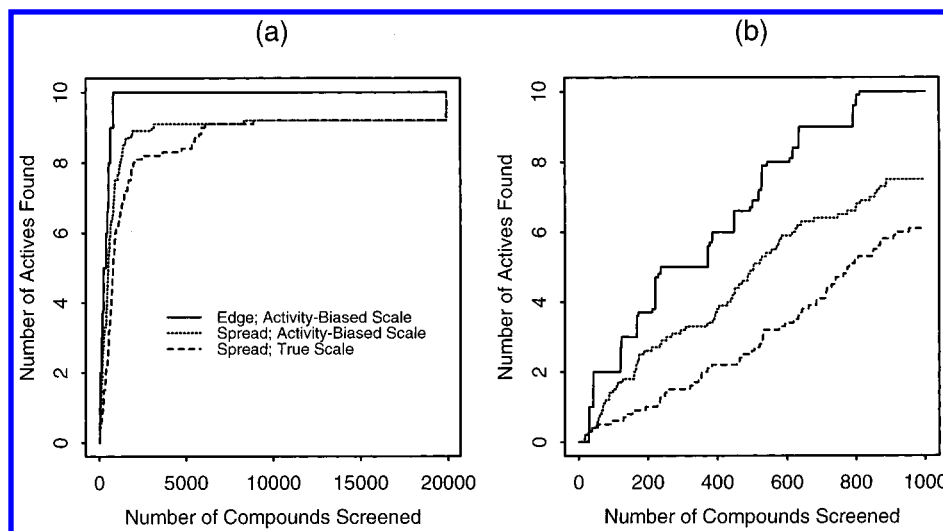 (a)
(b)
Number of Actives Found
10
8
6
4
2
0
Edge; Activity-Biased Scale
Spread; Activity-Biased Scale
Spread; True Scale
0 5000 10000 15000 20000
Number of Compounds Screened
Number of Actives Found
10
8
6
4
2
0
0 200 400 600 800 1000
Number of Compounds Screened